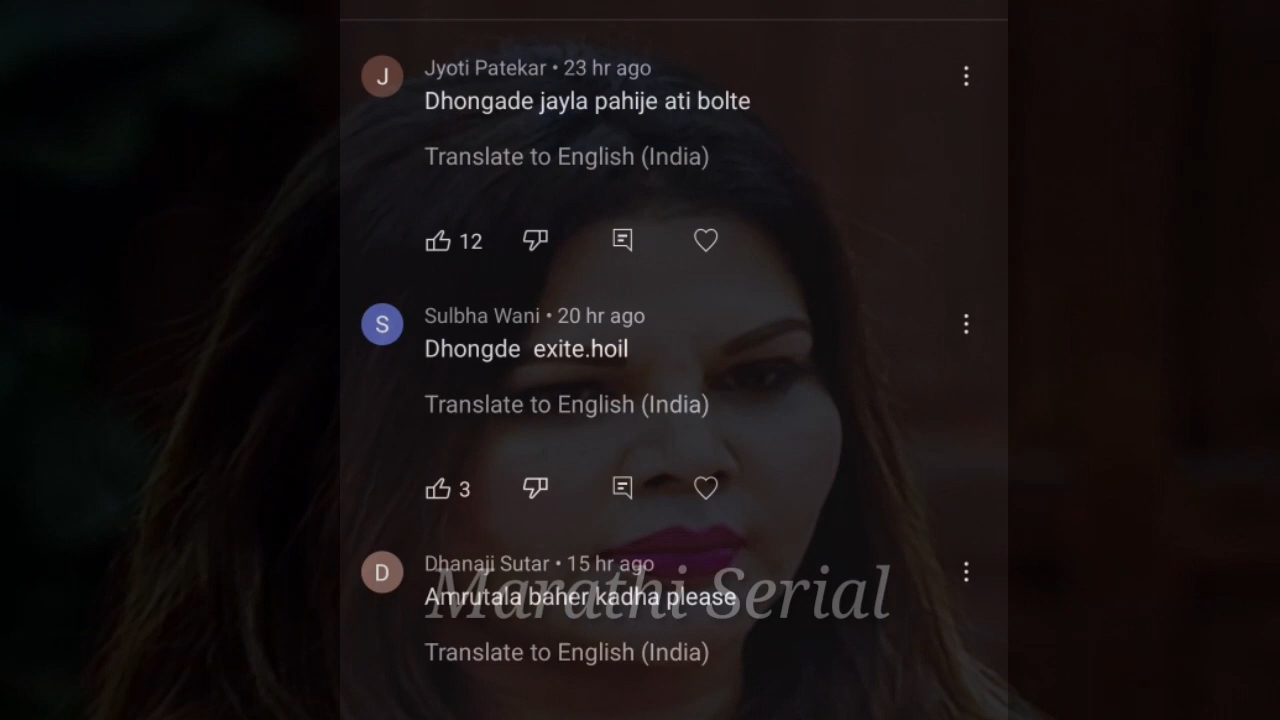 J
Jyoti Patekar • 23 hr ago
Dhongade jayla pahije ati bolte
Translate to English (India)
12
S
Sulbha Wani • 20 hr ago
Dhongde  exite.hoil
Translate to English (India)
3
D
Dhanaji Sutar • 15 hr ago
Marathi Serial
Amrutala baher kadha please
Translate to English (India)